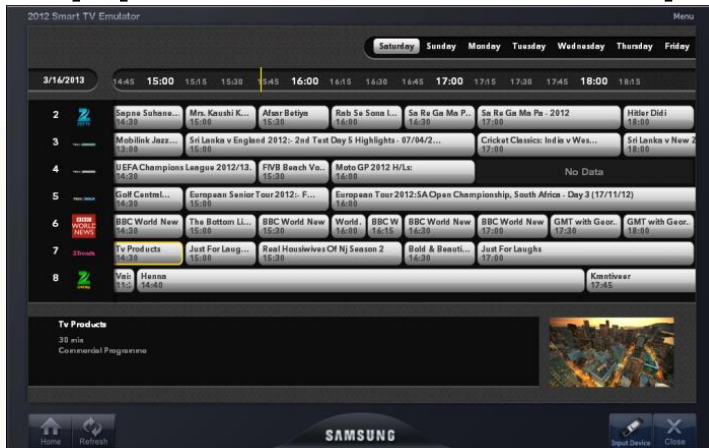 2012 Smart TV Emulator Menu
Saturday Sunday Monday Tuesday Wednesday Thursday Friday
3/16/2013 14:45 15:00 15:15 15:30 15:45 16:00 16:15 16:30 16:45 17:00 17:15 17:30 17:45 18:00 18:15
2 Sapne Suhane... Mrs. Kaushi K... Afsar Betiya Rab Se Sona I... Sa Re Ga Ma P.. Sa Re Ga Ma Pa - 2012 Hitler Didi
14:30 15:00 15:30 16:00 16:30 17:00 18:00
3 Mobilink Jazz... Sri Lanka v England 2012:- 2nd Test Day 5 Highlights - 07/04/2... Cricket Classics: India v Wes... Sri Lanka v New Z
13:00 15:00 17:00 18:00
4 UEFA Champions League 2012/13. FIVB Beach Vo.. Moto GP 2012 H/Ls: No Data
14:30 15:30 16:00
5 Golf Central... European Senior Tour 2012:- F... European Tour 2012:SA Open Championship, South Africa - Day 3 (17/11/12)
14:30 15:00 16:00
6 BBC WORLD NEWS BBC World New The Bottom Li... BBC World New World. BBC W BBC World New BBC World New GMT with Geor.. GMT with Geor..
14:30 15:00 15:30 16:00 16:15 16:30 17:00 17:30 18:00
7 Tv Products Just For Laug... Real Housiwives Of Nj Season 2 Bold & Beauti... Just For Laughs
14:30 15:00 15:30 16:30 17:00
8 Henna Krantiveer
14:40 17:45
Tv Products
30 min
Commercial Programme
Home Refresh SAMSUNG Input Device Close